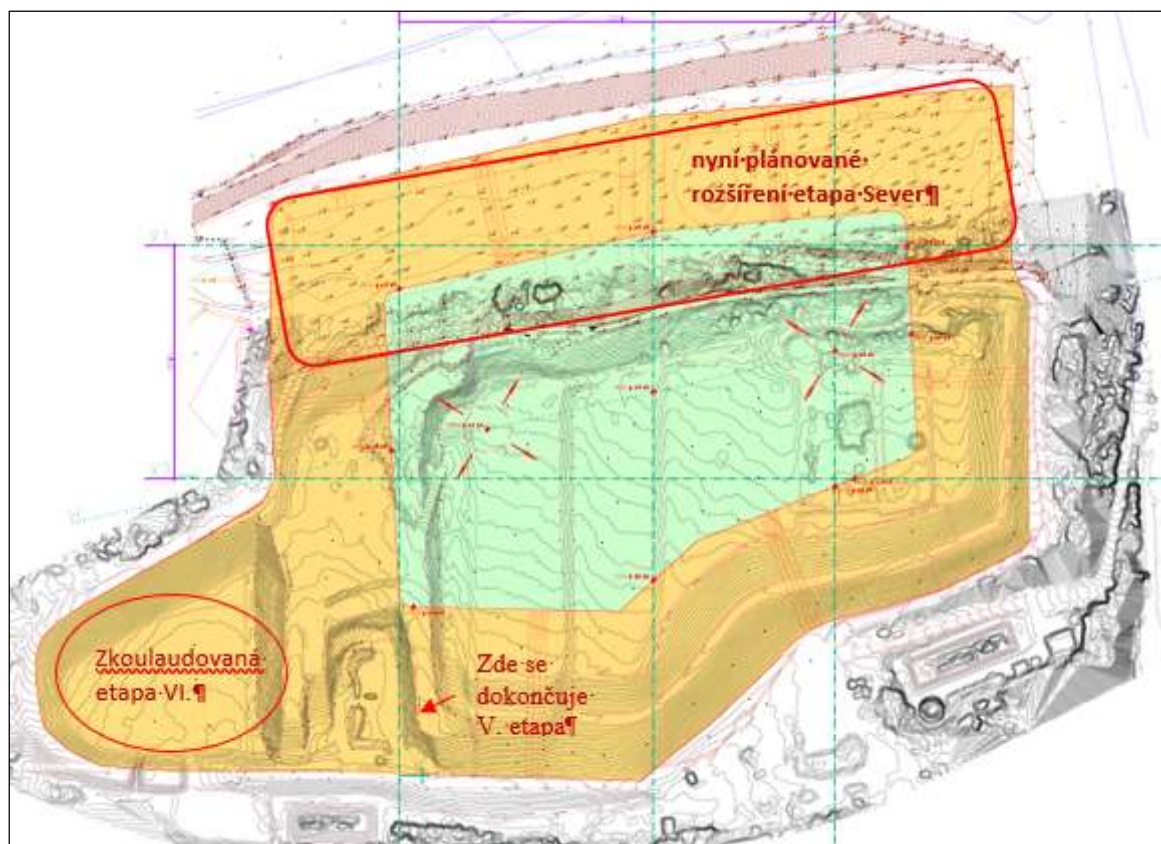 nyní·plánované·
rozšíření·etapa·Sever¶
Zkoulaudovaná·
etapa·VI.¶
Zde·se·
dokončuje·
V.·etapa¶